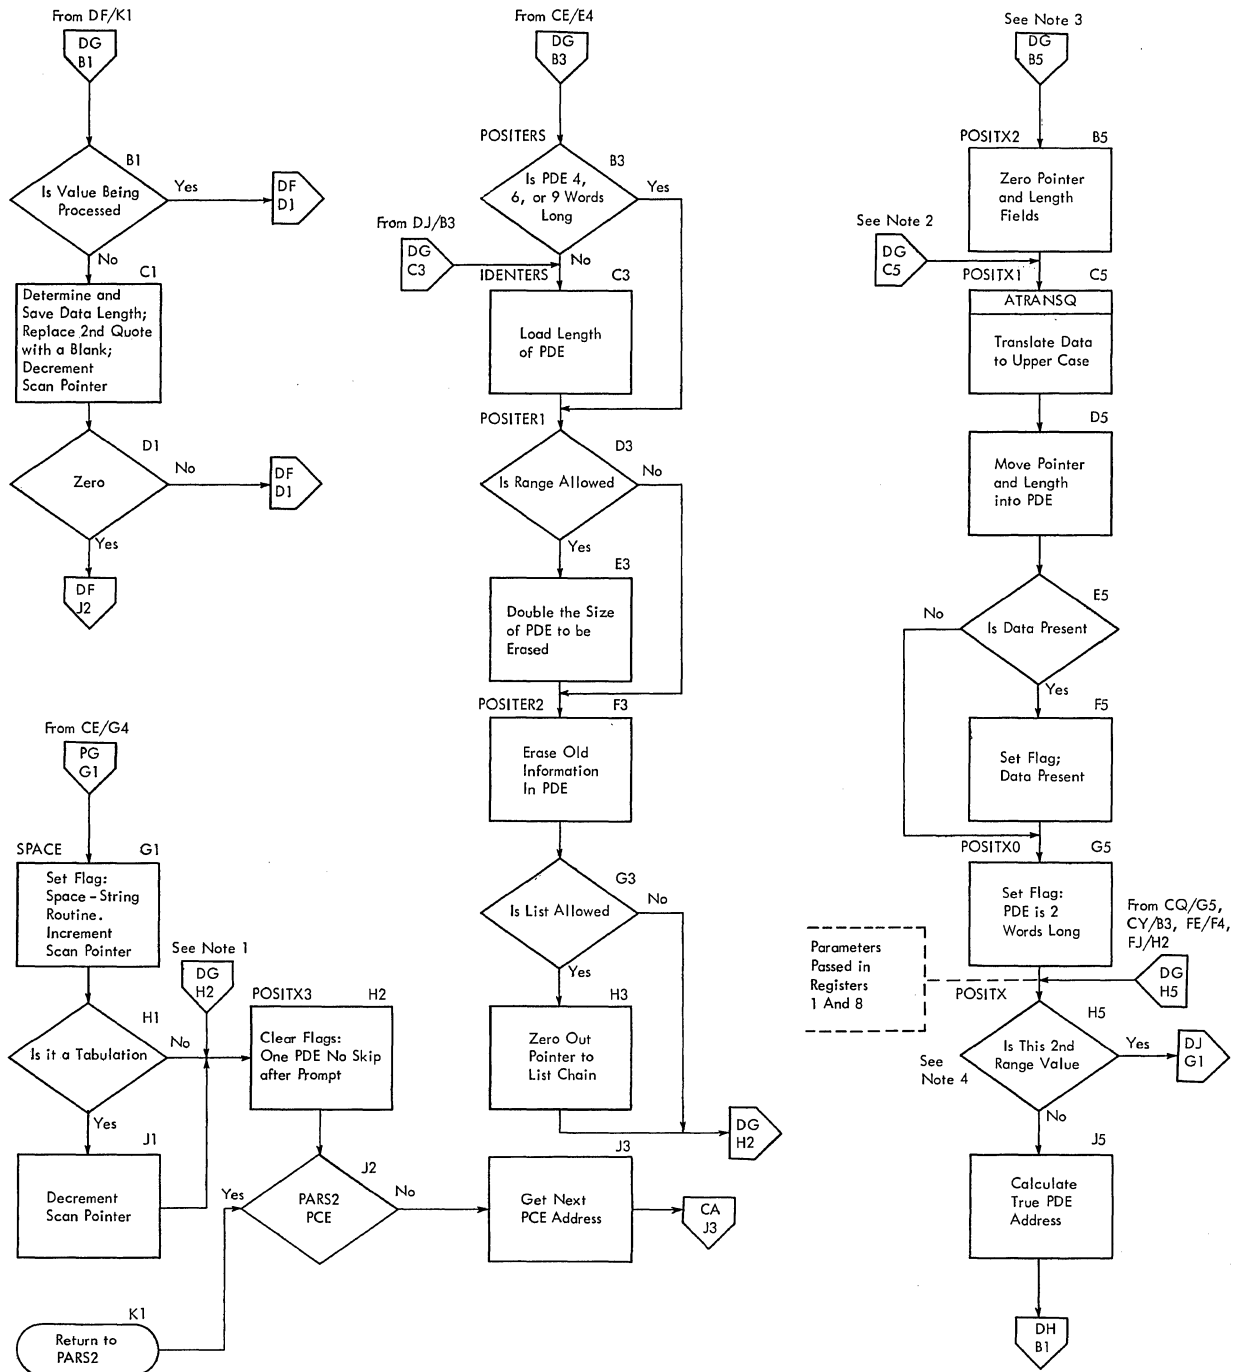 From DF/K1
DG
B1
B1
Is Value Being
Processed
Yes
DF
D1
No
C1
Determine and
Save Data Length;
Replace 2nd Quote
with a Blank;
Decrement
Scan Pointer
D1
Zero
No
DF
D1
Yes
DF
J2
From CE/G4
PG
G1
SPACE
G1
Set Flag:
Space-String
Routine.
Increment
Scan Pointer
See Note 1
DG
H2
H1
Is it a Tabulation
No
Yes
J1
Decrement
Scan Pointer
POSITX3
H2
Clear Flags:
One PDE No Skip
after Prompt
J2
PARS2
PCE
Yes
No
K1
Return to
PARS2
From CE/E4
DG
B3
POSITERS
B3
Is PDE 4,
6, or 9 Words
Long
Yes
No
From DJ/B3
DG
C3
IDENTERS
C3
Load Length
of PDE
POSITER1
D3
Is Range Allowed
No
Yes
E3
Double the Size
of PDE to be
Erased
POSITER2
F3
Erase Old
Information
In PDE
G3
Is List Allowed
No
Yes
H3
Zero Out
Pointer to
List Chain
DG
H2
J3
Get Next
PCE Address
CA
J3
See Note 3
DG
B5
POSITX2
B5
Zero Pointer
and Length
Fields
See Note 2
DG
C5
POSITX1
C5
ATRANSQ
Translate Data
to Upper Case
D5
Move Pointer
and Length
into PDE
E5
Is Data Present
No
Yes
F5
Set Flag;
Data Present
POSITX0
G5
Set Flag:
PDE is 2
Words Long
From CQ/G5,
CY/B3, FE/F4,
FJ/H2
DG
H5
Parameters
Passed in
Registers
1 And 8
POSITX
H5
Is This 2nd
Range Value
See
Note 4
Yes
DJ
G1
No
J5
Calculate
True PDE
Address
DH
B1